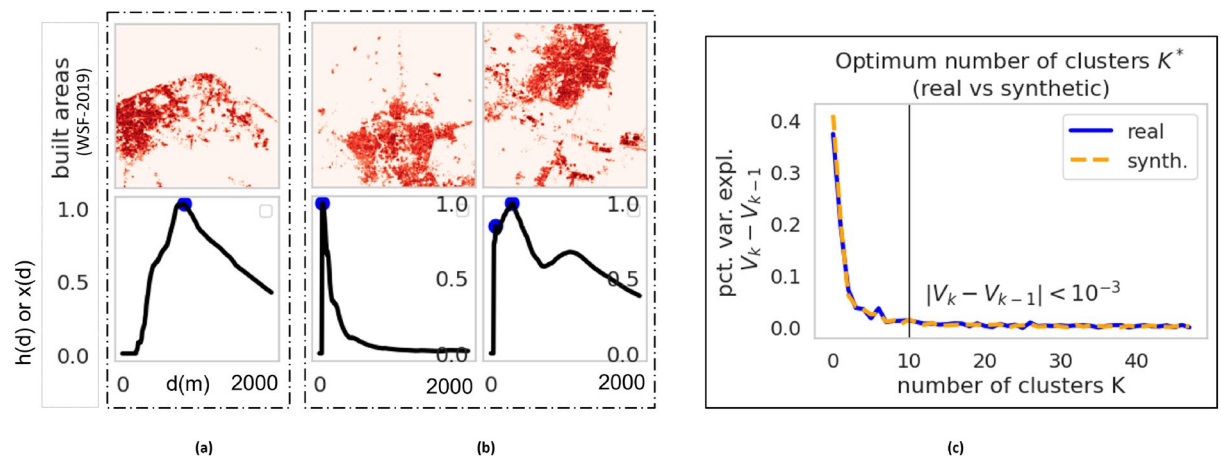 built areas
(WSF-2019)
h(d) or x(d)
1.0
0.5
0.0
0
d(m)
2000
1.0
0.5
0.0
0
2000
1.0
0.5
0.0
0
2000
Optimum number of clusters K*
(real vs synthetic)
pct. var. expl.
V_k − V_{k−1}
0.4
0.3
0.2
0.1
0.0
real
synth.
|V_k − V_{k−1}| < 10^{−3}
0
10
20
30
40
number of clusters K
(a)
(b)
(c)